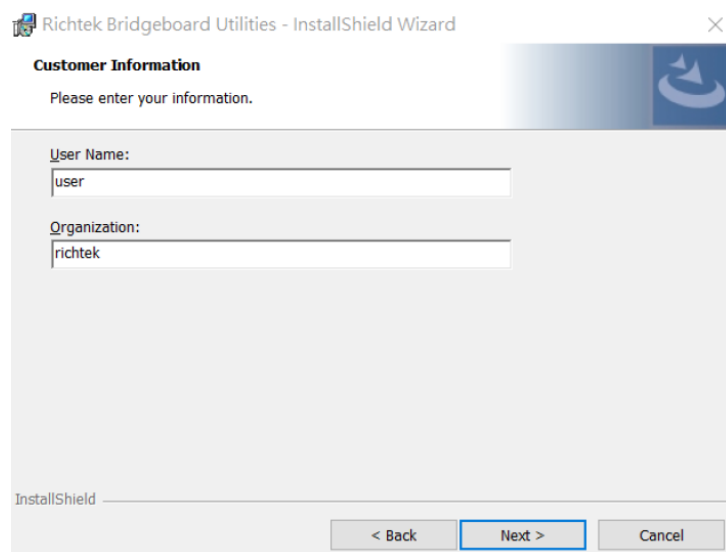 Richtek Bridgeboard Utilities - InstallShield Wizard
Customer Information
Please enter your information.
User Name:
user
Organization:
richtek
InstallShield
< Back
Next >
Cancel